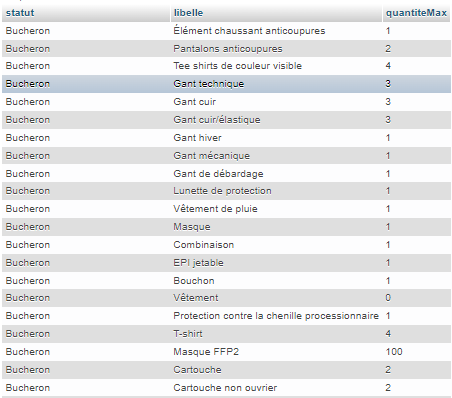 statut libelle quantiteMax
Bucheron Élément chaussant anticoupures 1
Bucheron Pantalons anticoupures 2
Bucheron Tee shirts de couleur visible 4
Bucheron Gant technique 3
Bucheron Gant cuir 3
Bucheron Gant cuir/élastique 3
Bucheron Gant hiver 1
Bucheron Gant mécanique 1
Bucheron Gant de débardage 1
Bucheron Lunette de protection 1
Bucheron Vêtement de pluie 1
Bucheron Masque 1
Bucheron Combinaison 1
Bucheron EPI jetable 1
Bucheron Bouchon 1
Bucheron Vêtement 0
Bucheron Protection contre la chenille processionnaire 1
Bucheron T-shirt 4
Bucheron Masque FFP2 100
Bucheron Cartouche 2
Bucheron Cartouche non ouvrier 2